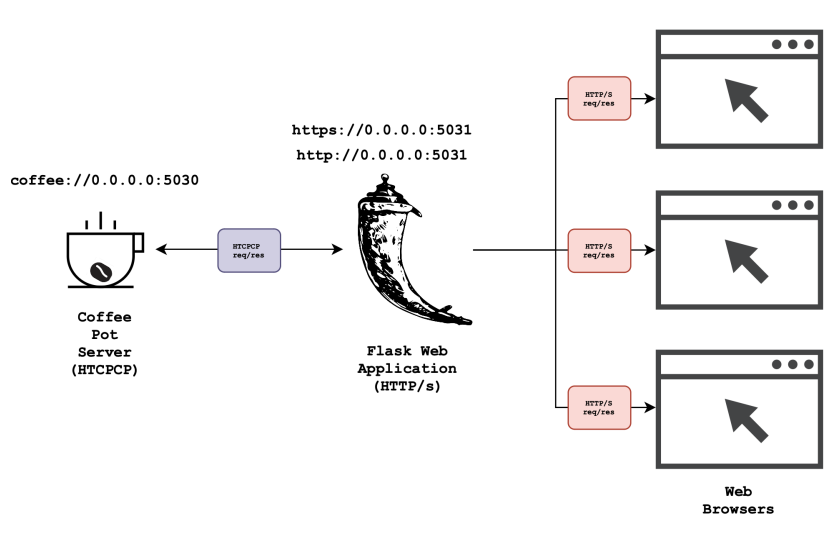 https://0.0.0.0:5031
http://0.0.0.0:5031
coffee://0.0.0.0:5030
HTCPCP
req/res
HTTP/S
req/res
HTTP/S
req/res
HTTP/S
req/res
Coffee
Pot
Server
(HTCPCP)
Flask Web
Application
(HTTP/s)
Web
Browsers